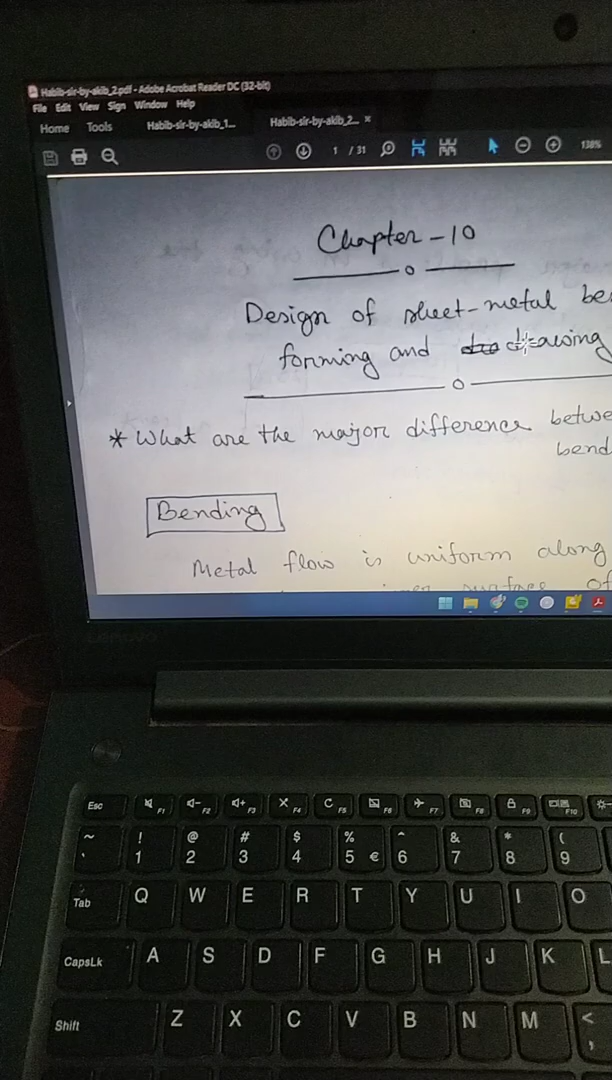 Habib-sir-by-akib_2.pdf - Adobe Acrobat Reader DC (32-bit)
File Edit View Sign Window Help
Home Tools Habib-sir-by-akib_1... Habib-sir-by-akib_2... ×
1 / 31 138%
Chapter - 10
Design of sheet-metal
forming and drawing
* What are the major difference
Bending
Metal flow is uniform along
surface of
Esc F1 F2 F3 F4 F5 F6 F7 F8 F9 F10
~ ! @ # $ % ^ & * (
` 1 2 3 4 5 € 6 7 8 9
Tab Q W E R T Y U I O
CapsLk A S D F G H J K L
Shift Z X C V B N M < ,